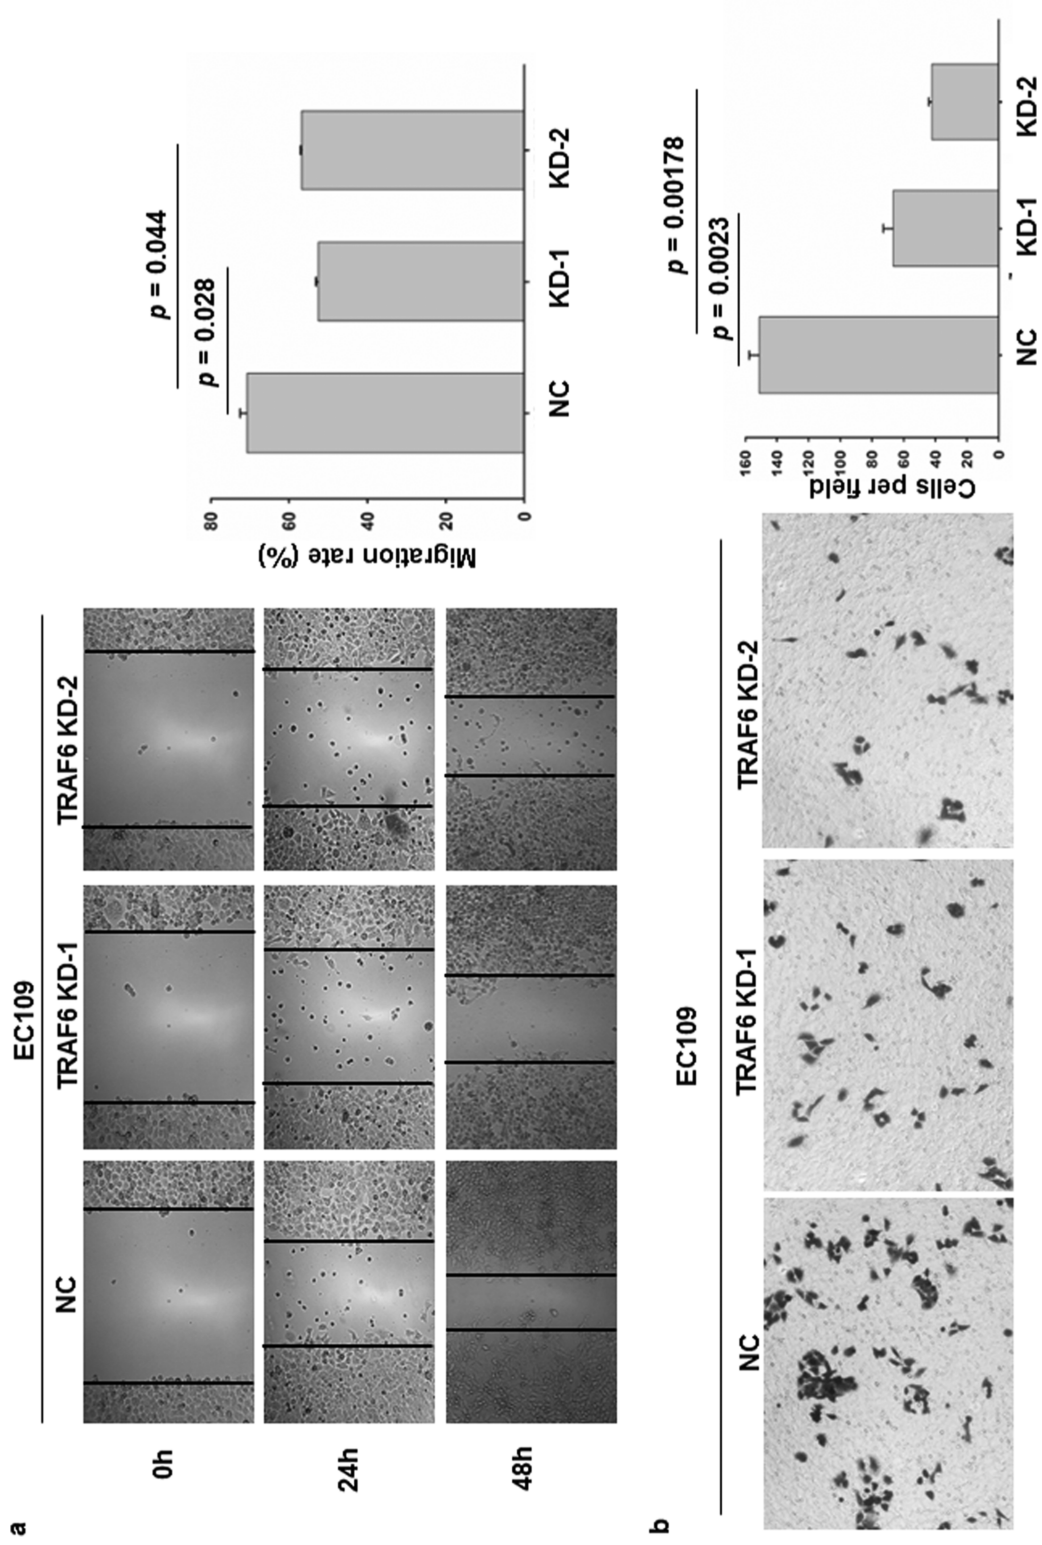 a
EC109
NC TRAF6 KD-1 TRAF6 KD-2
0h
24h
48h
Migration rate (%)
80
60
40
20
0
p = 0.044
p = 0.028
NC KD-1 KD-2
b
EC109
NC TRAF6 KD-1 TRAF6 KD-2
Cells per field
160
140
120
100
80
60
40
20
0
p = 0.00178
p = 0.0023
NC KD-1 KD-2